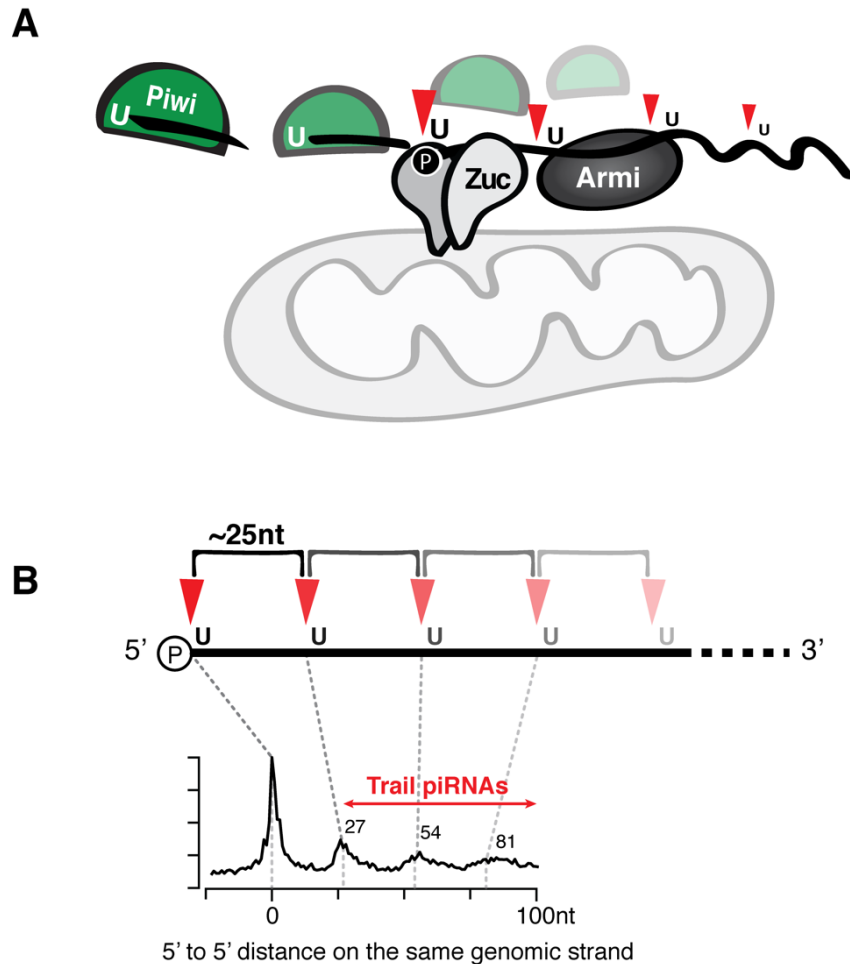 A
Piwi
U
U
U
U
U
U
P
Zuc
Armi
~25nt
B
U
U
U
U
U
5’
P
3’
Trail piRNAs
27
54
81
0
100nt
5’ to 5’ distance on the same genomic strand